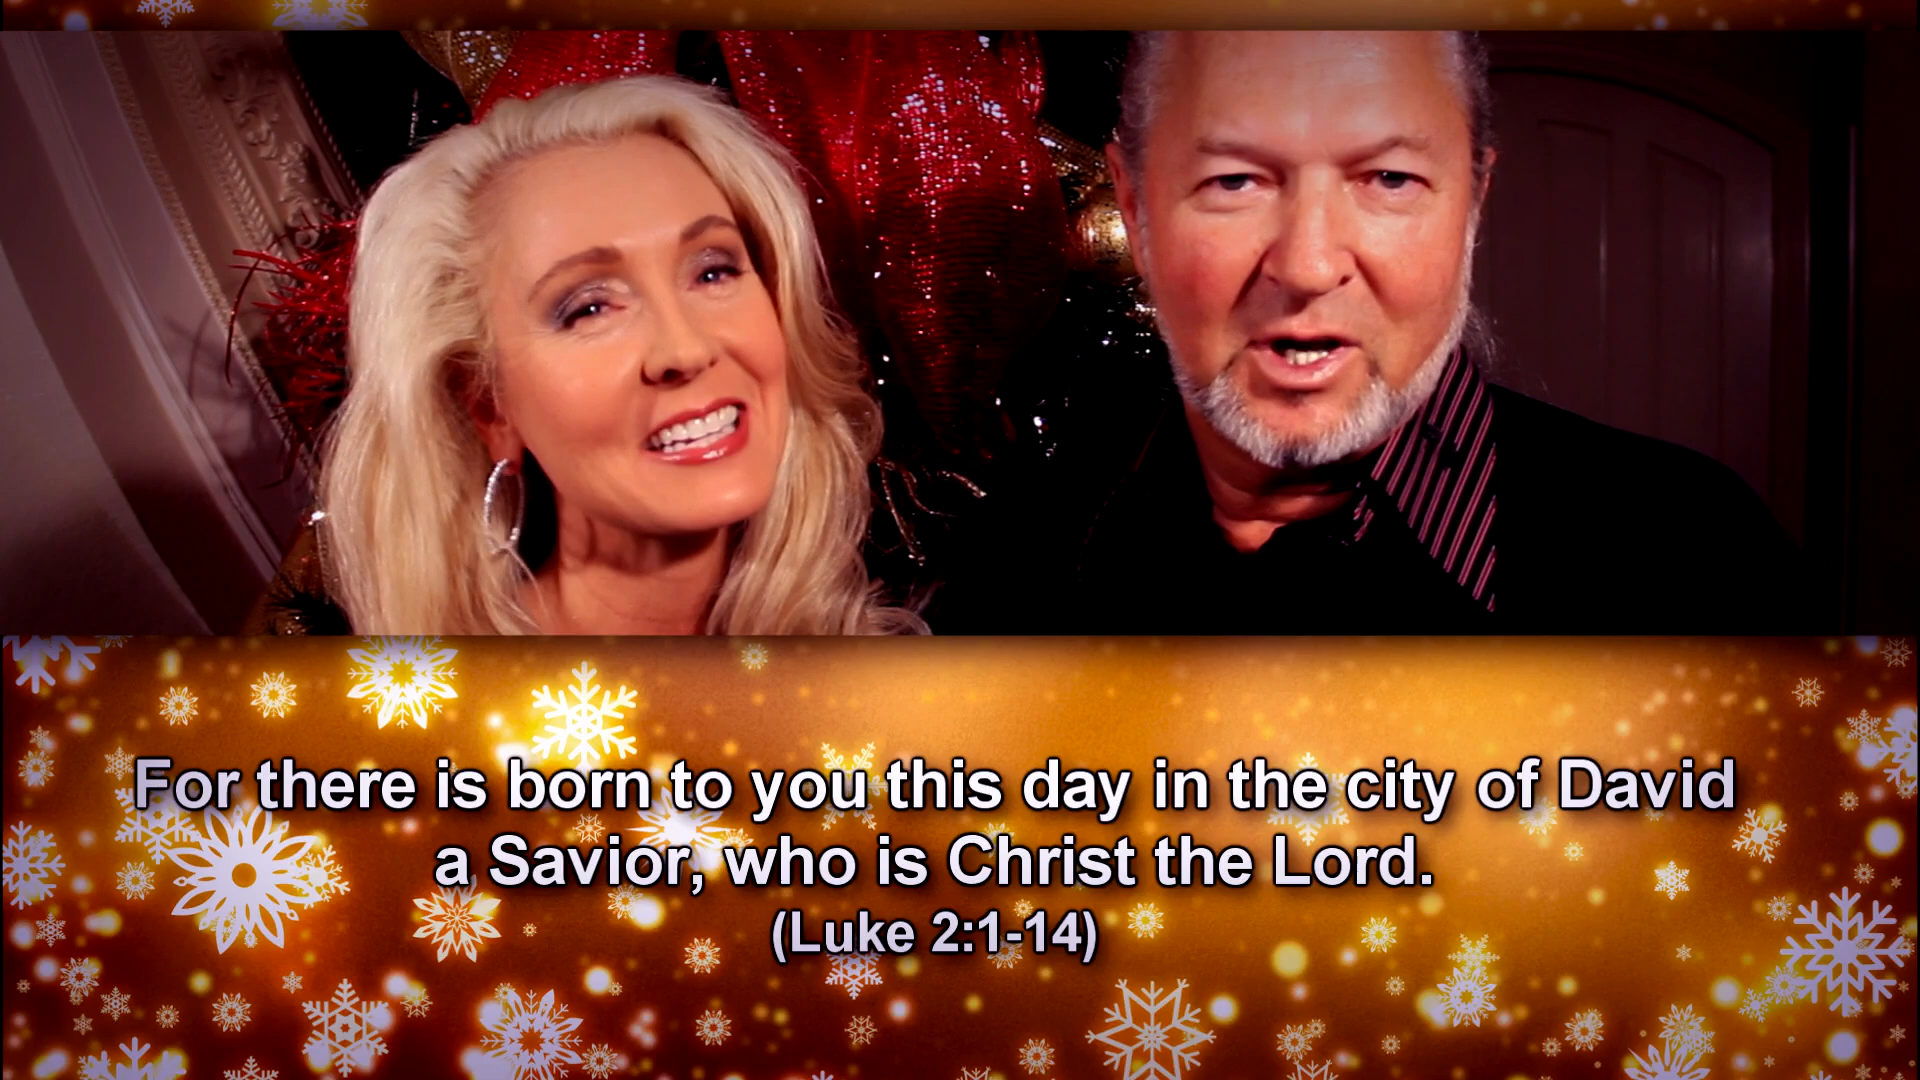 For there is born to you this day in the city of David
a Savior, who is Christ the Lord.
(Luke 2:1-14)